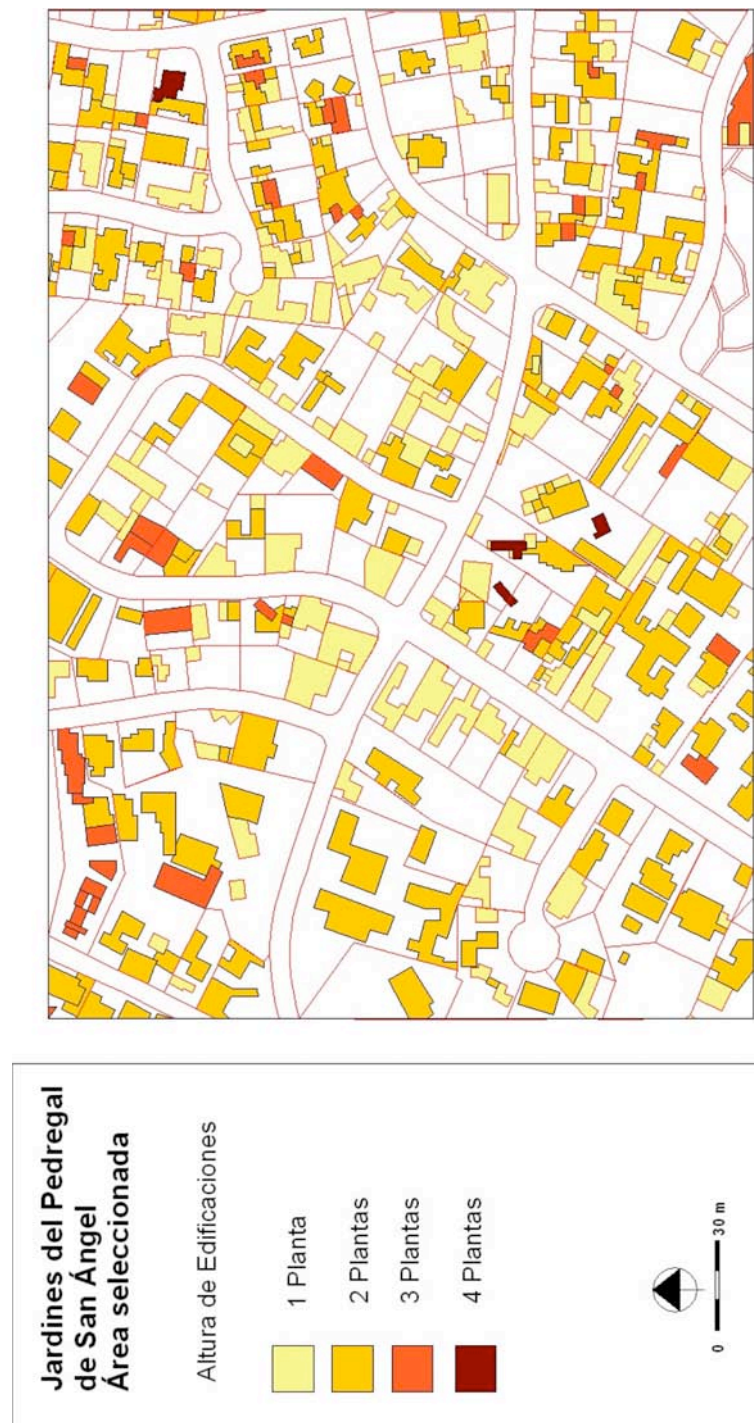 Jardines del Pedregal
de San Ángel
Área seleccionada
Altura de Edificaciones
1 Planta
2 Plantas
3 Plantas
4 Plantas
0 30 m